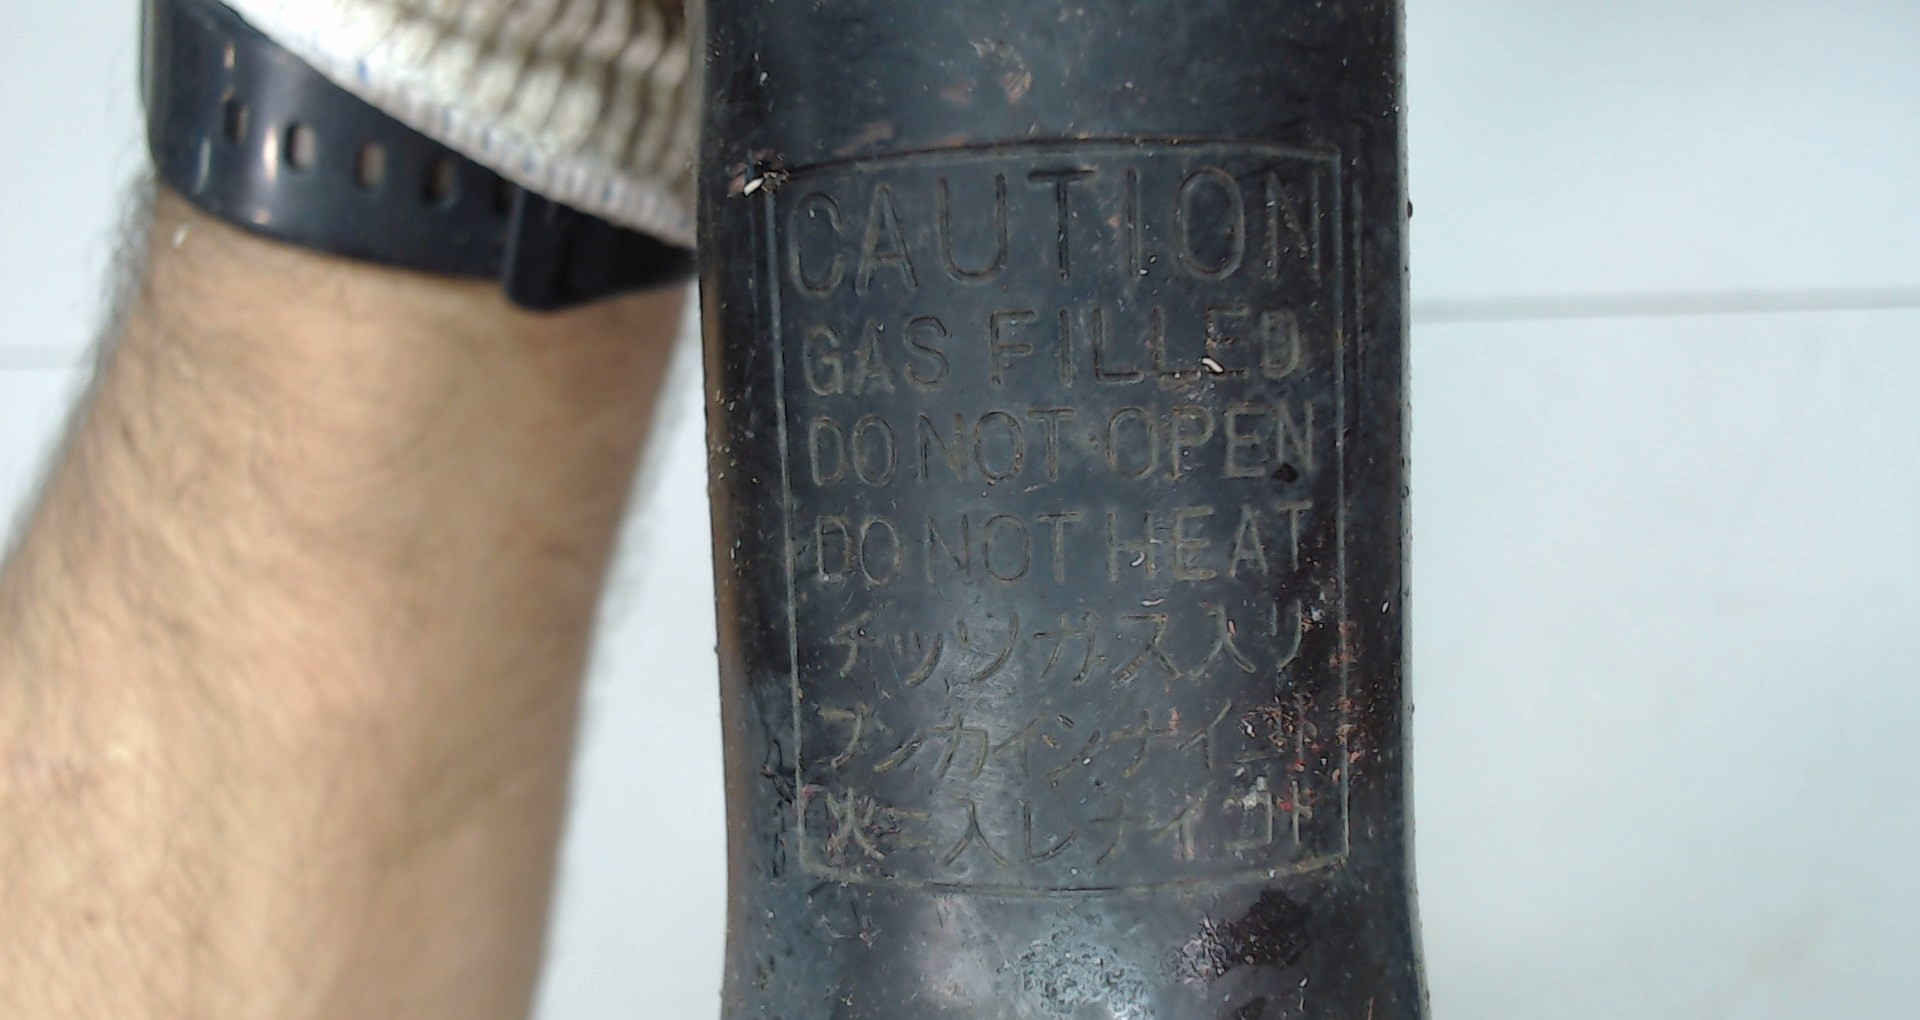 CAUTION
GAS FILLED
DO NOT OPEN
DO NOT HEAT
チッソガス入リ
ブンカイシナイコト
火ニ入レナイコト